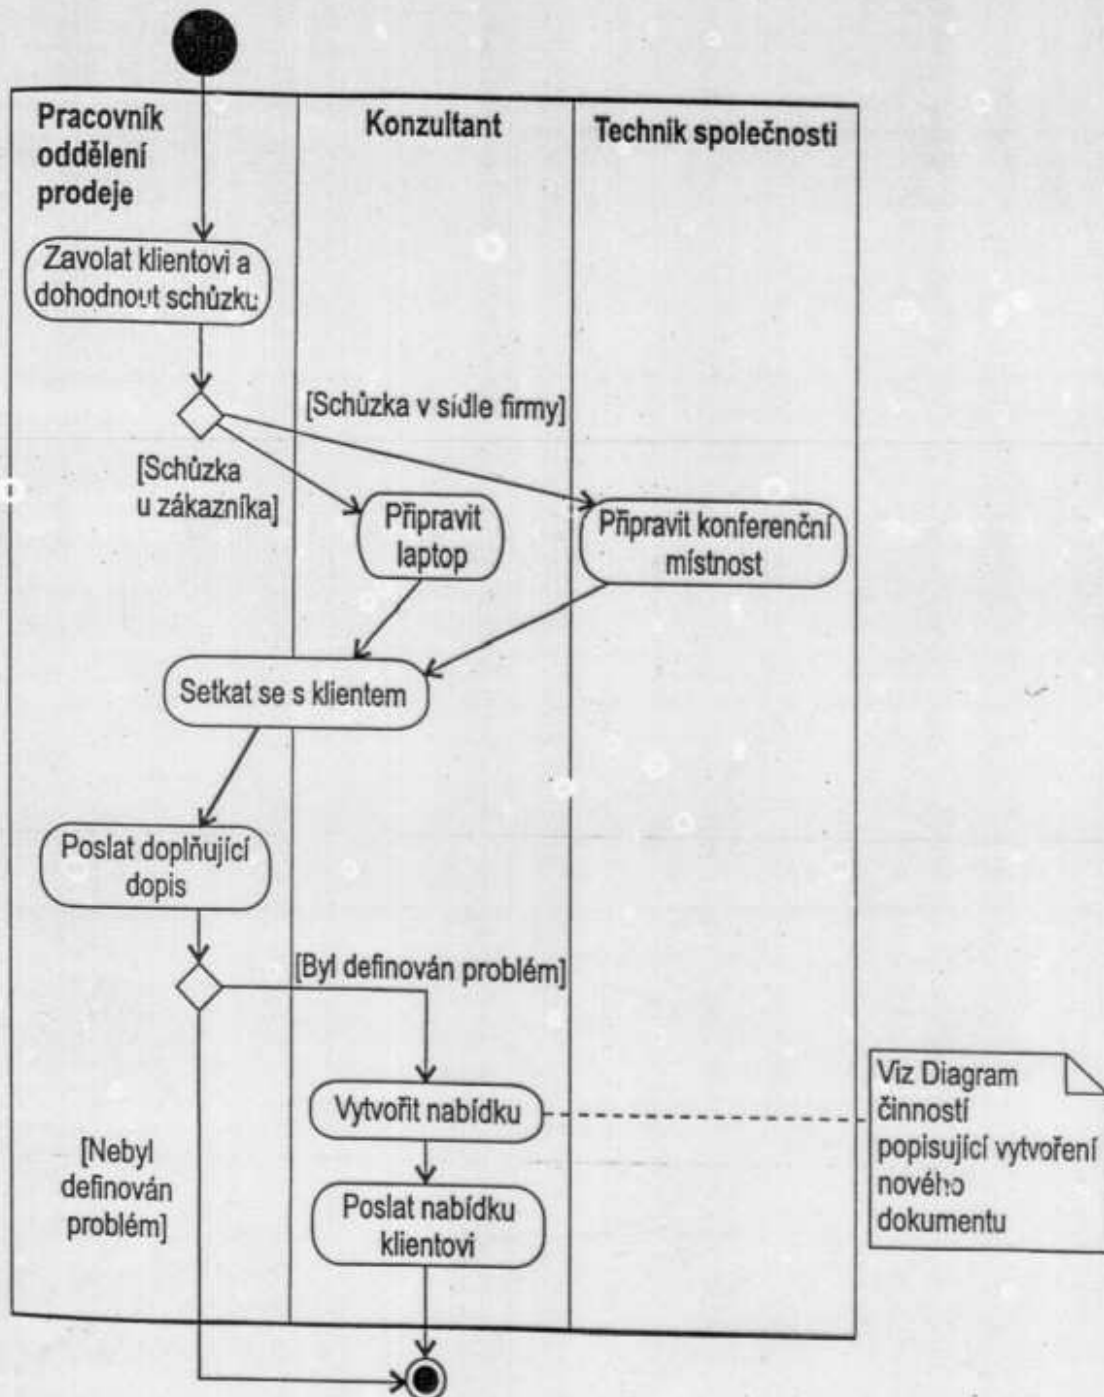 Pracovník
oddělení
prodeje
Konzultant
Technik společnosti
Zavolat klientovi a
dohodnout schůzku
[Schůzka v sídle firmy]
[Schůzka
u zákazníka]
Připravit
laptop
Připravit konferenční
místnost
Setkat se s klientem
Poslat doplňující
dopis
[Byl definován problém]
Vytvořit nabídku
Viz Diagram
činností
popisující vytvoření
nového
dokumentu
[Nebyl
definován
problém]
Poslat nabídku
klientovi